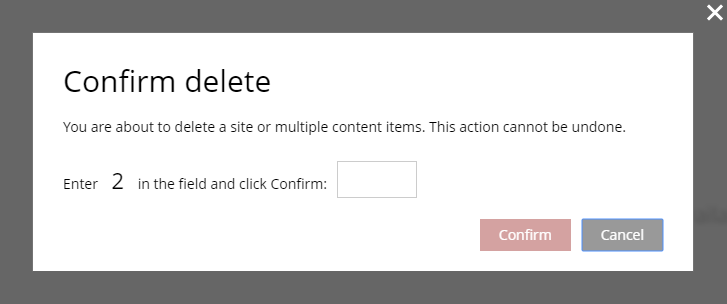 Confirm delete
You are about to delete a site or multiple content items. This action cannot be undone.
Enter 2 in the field and click Confirm:
Confirm Cancel